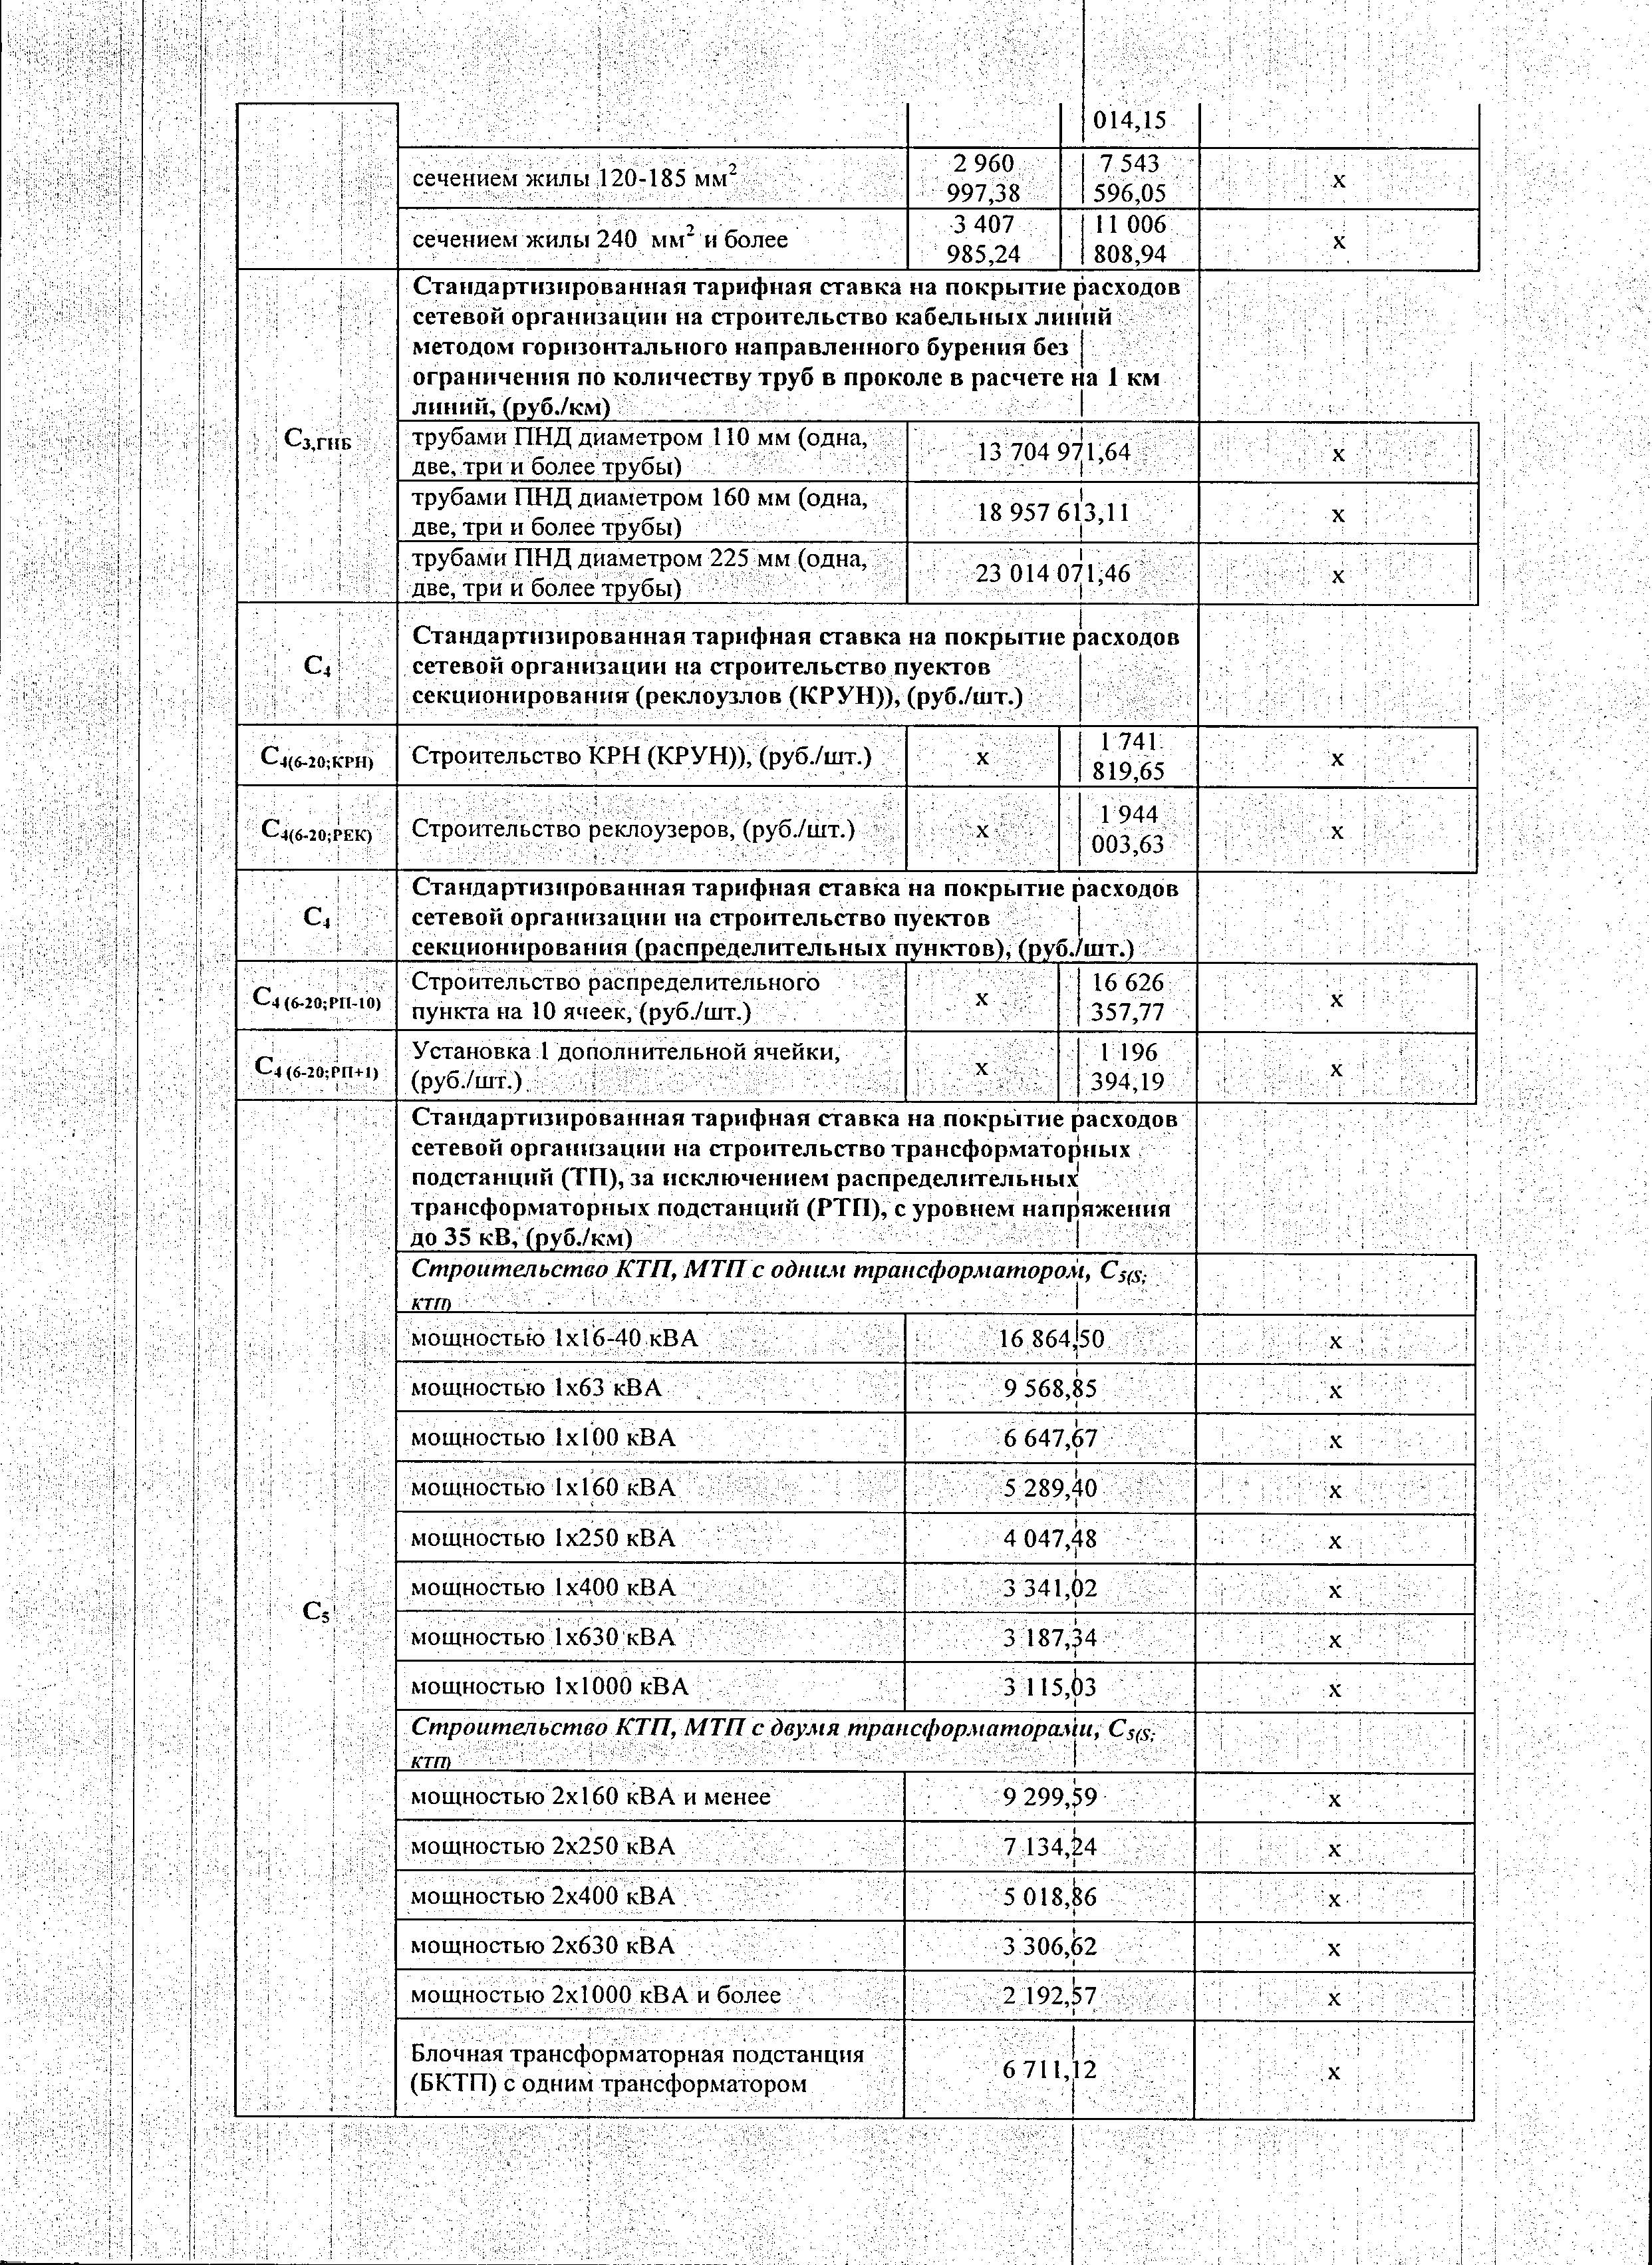 014,15
сечением жилы 120-185 мм²
2 960
997,38
7 543
596,05
х
сечением жилы 240 мм² и более
3 407
985,24
11 006
808,94
х
С3,ГНБ
Стандартизированная тарифная ставка на покрытие расходов
сетевой организации на строительство кабельных линий
методом горизонтального направленного бурения без
ограничения по количеству труб в проколе в расчете на 1 км
линий, (руб./км)
трубами ПНД диаметром 110 мм (одна,
две, три и более трубы)
13 704 971,64
х
трубами ПНД диаметром 160 мм (одна,
две, три и более трубы)
18 957 613,11
х
трубами ПНД диаметром 225 мм (одна,
две, три и более трубы)
23 014 071,46
х
С4
Стандартизированная тарифная ставка на покрытие расходов
сетевой организации на строительство пуектов
секционирования (реклоузлов (КРУН)), (руб./шт.)
С4(6-20;КРН)
Строительство КРН (КРУН)), (руб./шт.)
х
1 741
819,65
х
С4(6-20;РЕК)
Строительство реклоузеров, (руб./шт.)
х
1 944
003,63
х
С4
Стандартизированная тарифная ставка на покрытие расходов
сетевой организации на строительство пуектов
секционирования (распределительных пунктов), (руб./шт.)
С4 (6-20;РП-10)
Строительство распределительного
пункта на 10 ячеек, (руб./шт.)
х
16 626
357,77
х
С4 (6-20;РП+1)
Установка 1 дополнительной ячейки,
(руб./шт.)
х
1 196
394,19
х
С5
Стандартизированная тарифная ставка на покрытие расходов
сетевой организации на строительство трансформаторных
подстанций (ТП), за исключением распределительных
трансформаторных подстанций (РТП), с уровнем напряжения
до 35 кВ, (руб./км)
Строительство КТП, МТП с одним трансформатором, С5(S;
КТП)
мощностью 1х16-40 кВА
16 864,50
х
мощностью 1х63 кВА
9 568,85
х
мощностью 1х100 кВА
6 647,67
х
мощностью 1х160 кВА
5 289,40
х
мощностью 1х250 кВА
4 047,48
х
мощностью 1х400 кВА
3 341,02
х
мощностью 1х630 кВА
3 187,34
х
мощностью 1х1000 кВА
3 115,03
х
Строительство КТП, МТП с двумя трансформаторами, С5(S;
КТП)
мощностью 2х160 кВА и менее
9 299,59
х
мощностью 2х250 кВА
7 134,24
х
мощностью 2х400 кВА
5 018,86
х
мощностью 2х630 кВА
3 306,62
х
мощностью 2х1000 кВА и более
2 192,57
х
Блочная трансформаторная подстанция
(БКТП) с одним трансформатором
6 711,12
х